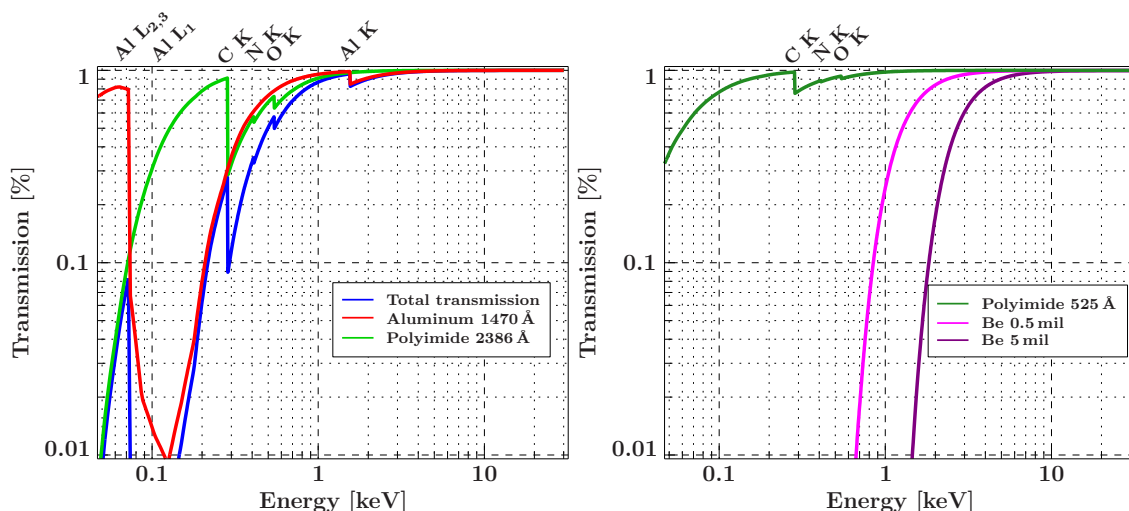 Al L2,3
Al L1
C K
N K
O K
Al K
1
0.1
0.01
Transmission [%]
Total transmission
Aluminum 1470 Å
Polyimide 2386 Å
0.1
1
10
Energy [keV]
C K
N K
O K
1
0.1
0.01
Transmission [%]
Polyimide 525 Å
Be 0.5 mil
Be 5 mil
0.1
1
10
Energy [keV]